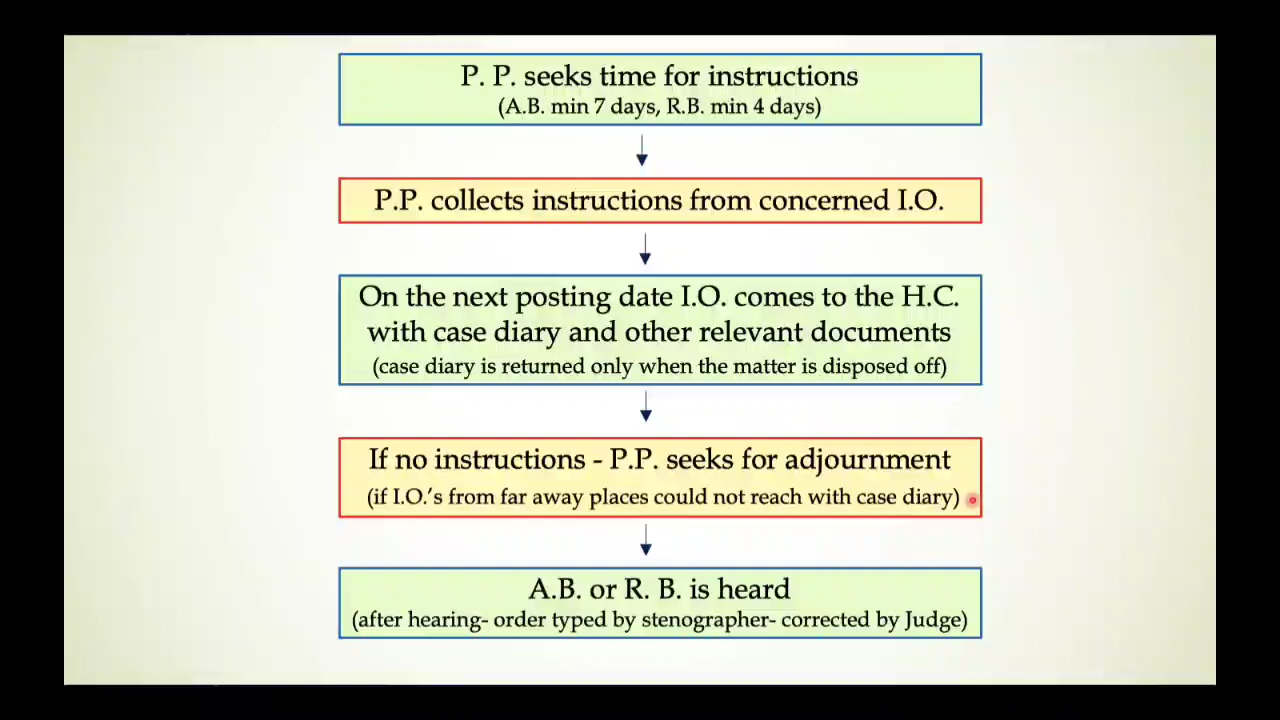 P. P. seeks time for instructions
(A.B. min 7 days, R.B. min 4 days)
P.P. collects instructions from concerned I.O.
On the next posting date I.O. comes to the H.C.
with case diary and other relevant documents
(case diary is returned only when the matter is disposed off)
If no instructions - P.P. seeks for adjournment
(if I.O.'s from far away places could not reach with case diary)
A.B. or R. B. is heard
(after hearing- order typed by stenographer- corrected by Judge)